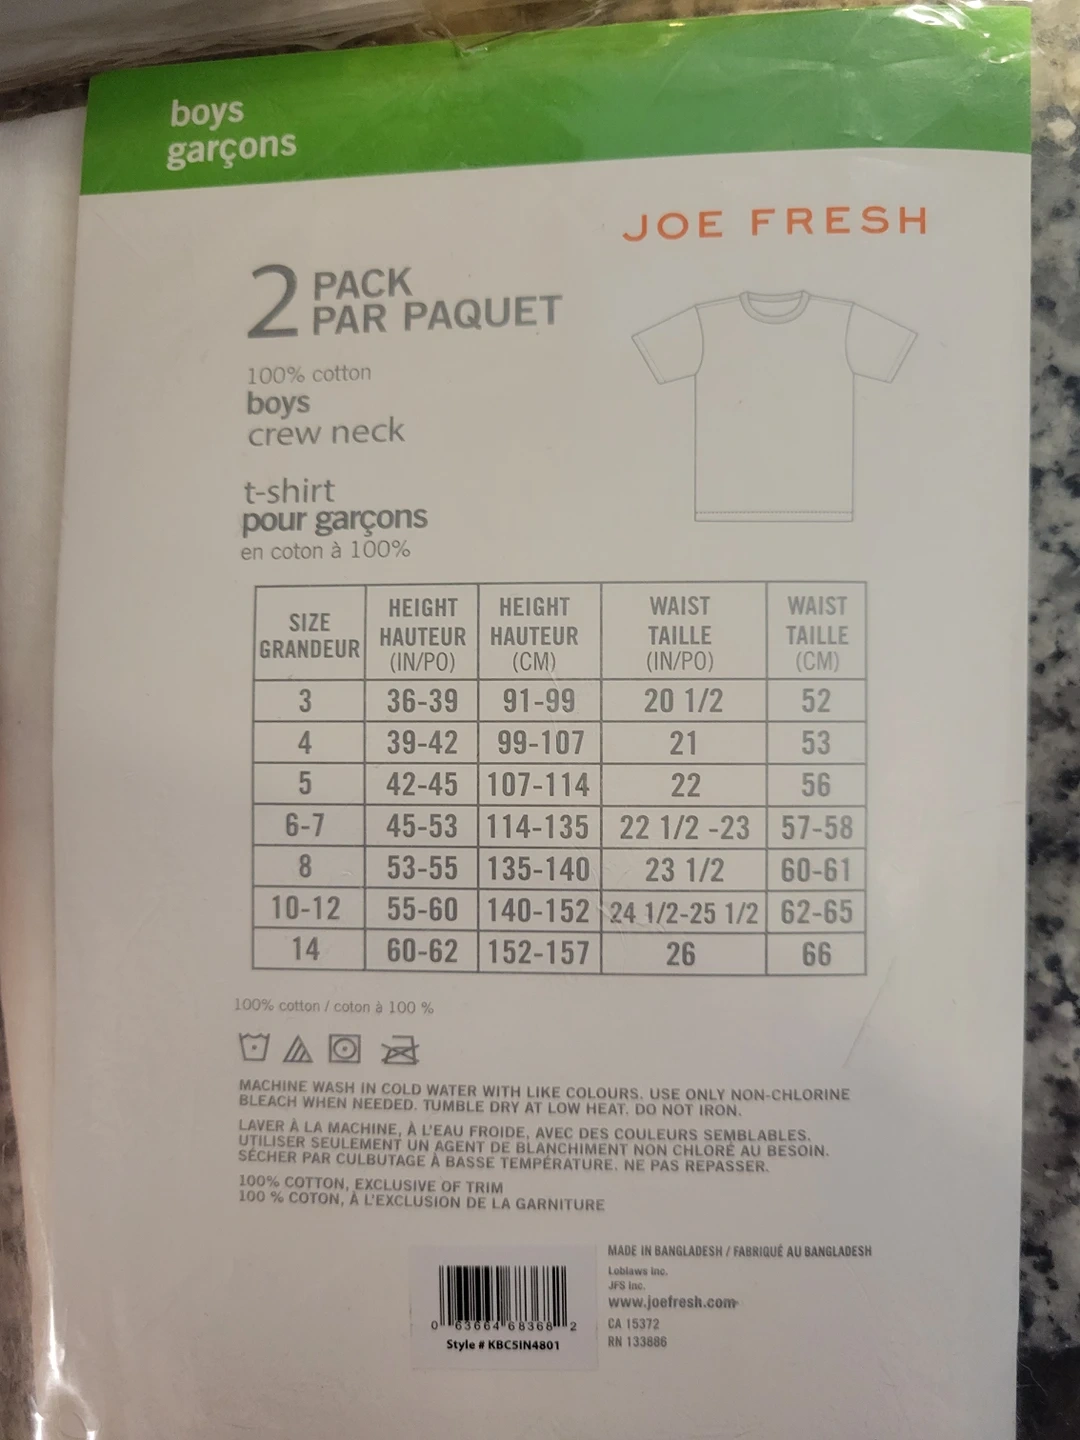 boys
garçons
JOE FRESH
2 PACK
PAR PAQUET
100% cotton
boys
crew neck
t-shirt
pour garçons
en coton à 100%
SIZE GRANDEUR | HEIGHT HAUTEUR (IN/PO) | HEIGHT HAUTEUR (CM) | WAIST TAILLE (IN/PO) | WAIST TAILLE (CM)
3 | 36-39 | 91-99 | 20 1/2 | 52
4 | 39-42 | 99-107 | 21 | 53
5 | 42-45 | 107-114 | 22 | 56
6-7 | 45-53 | 114-135 | 22 1/2 -23 | 57-58
8 | 53-55 | 135-140 | 23 1/2 | 60-61
10-12 | 55-60 | 140-152 | 24 1/2-25 1/2 | 62-65
14 | 60-62 | 152-157 | 26 | 66
100% cotton / coton à 100 %
MACHINE WASH IN COLD WATER WITH LIKE COLOURS. USE ONLY NON-CHLORINE
BLEACH WHEN NEEDED. TUMBLE DRY AT LOW HEAT. DO NOT IRON.
LAVER À LA MACHINE, À L'EAU FROIDE, AVEC DES COULEURS SEMBLABLES.
UTILISER SEULEMENT UN AGENT DE BLANCHIMENT NON CHLORÉ AU BESOIN.
SÉCHER PAR CULBUTAGE À BASSE TEMPÉRATURE. NE PAS REPASSER.
100% COTTON, EXCLUSIVE OF TRIM
100 % COTON, À L'EXCLUSION DE LA GARNITURE
0 63664 68368 2
Style # KBC5IN4801
MADE IN BANGLADESH / FABRIQUÉ AU BANGLADESH
Loblaws Inc.
JFS Inc.
www.joefresh.com
CA 15372
RN 133886